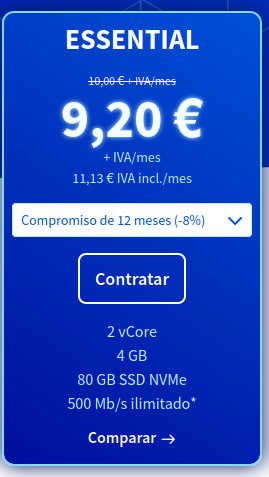 ESSENTIAL
10,00 € + IVA/mes
9,20 €
+ IVA/mes
11,13 € IVA incl./mes
Compromiso de 12 meses (-8%)
Contratar
2 vCore
4 GB
80 GB SSD NVMe
500 Mb/s ilimitado*
Comparar →